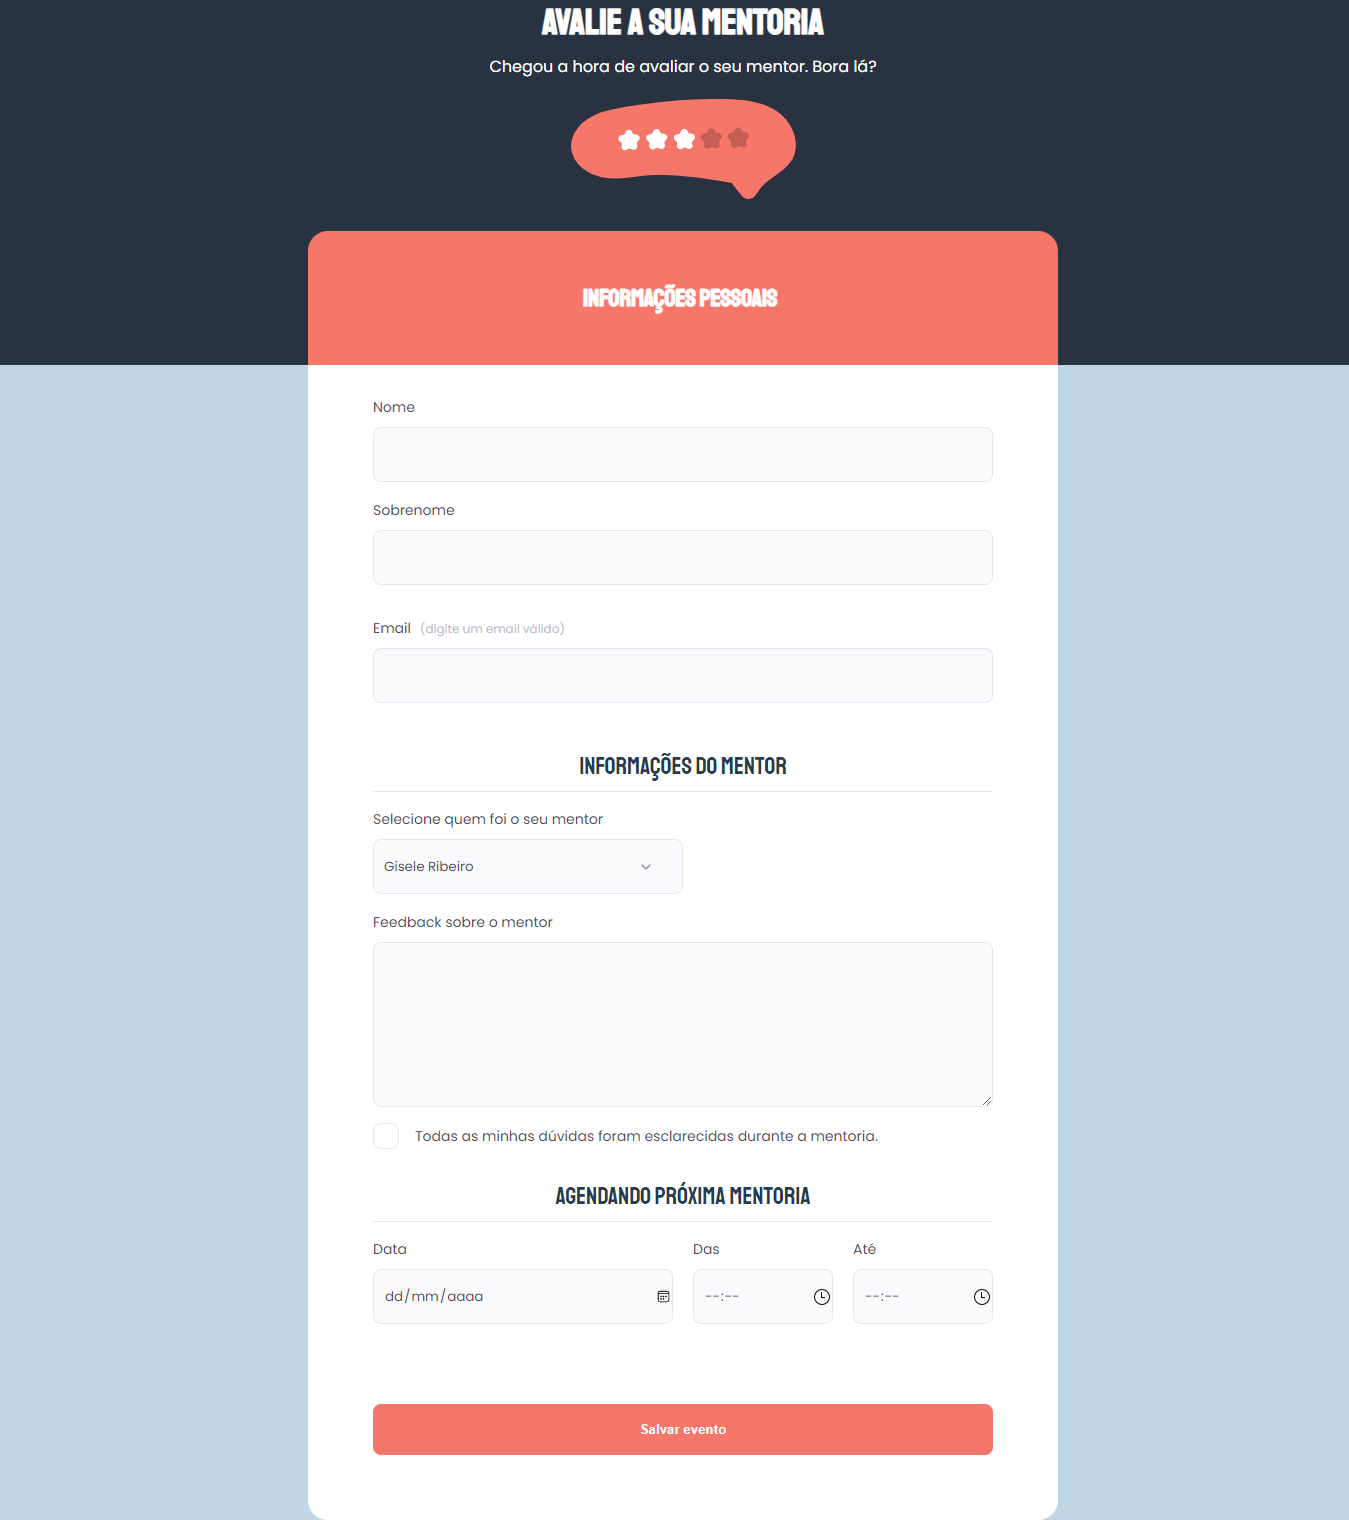 AVALIE A SUA MENTORIA
Chegou a hora de avaliar o seu mentor. Bora lá?
INFORMAÇÕES PESSOAIS
Nome
Sobrenome
Email (digite um email válido)
INFORMAÇÕES DO MENTOR
Selecione quem foi o seu mentor
Gisele Ribeiro
Feedback sobre o mentor
Todas as minhas dúvidas foram esclarecidas durante a mentoria.
AGENDANDO PRÓXIMA MENTORIA
Data Das Até
dd/mm/aaaa --:-- --:--
Salvar evento